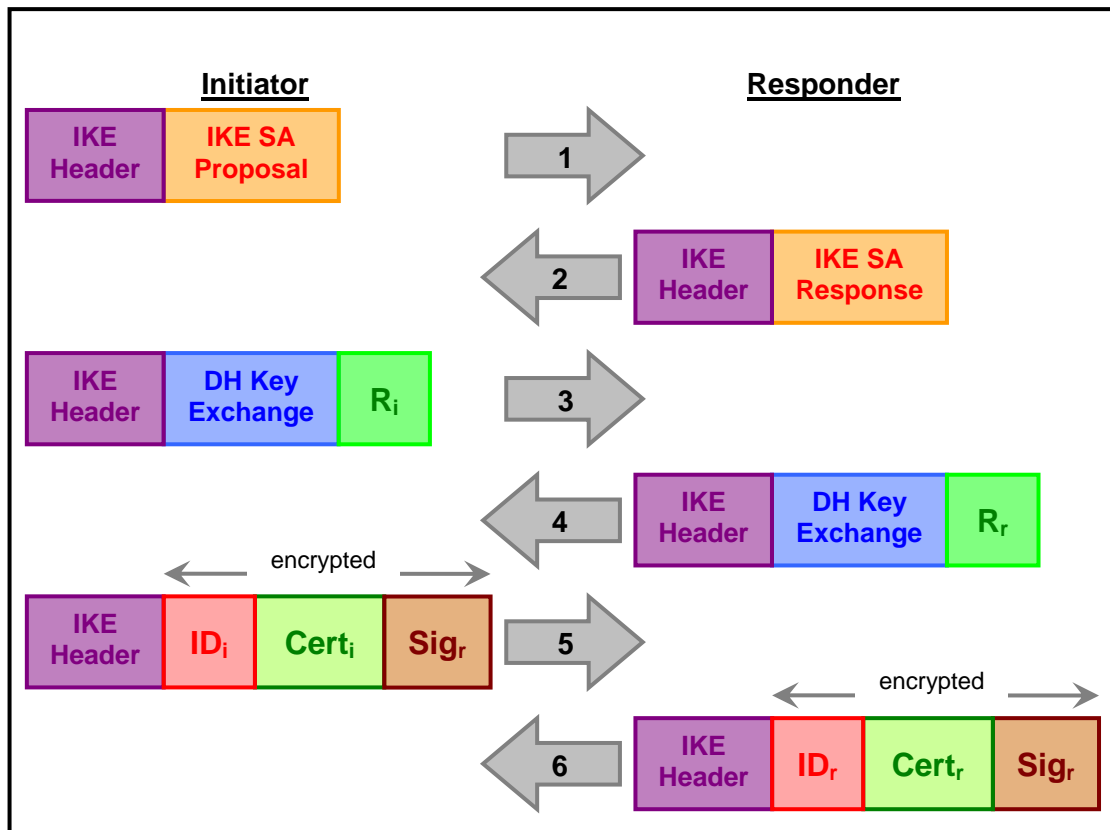 Initiator
Responder
IKE
Header
IKE SA
Proposal
1
2
IKE
Header
IKE SA
Response
IKE
Header
DH Key
Exchange
Ri
3
4
IKE
Header
DH Key
Exchange
Rr
encrypted
IKE
Header
IDi
Certi
Sigr
5
encrypted
6
IKE
Header
IDr
Certr
Sigr